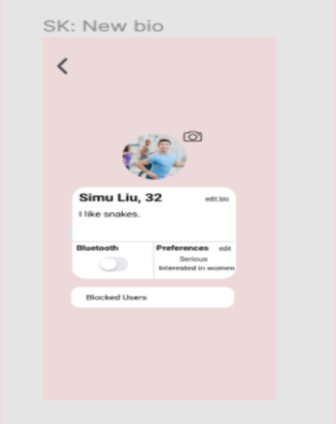 SK: New bio
Simu Liu, 32 edit bio
I like snakes.
Bluetooth
Preferences edit
Serious
Interested in women
Blocked Users